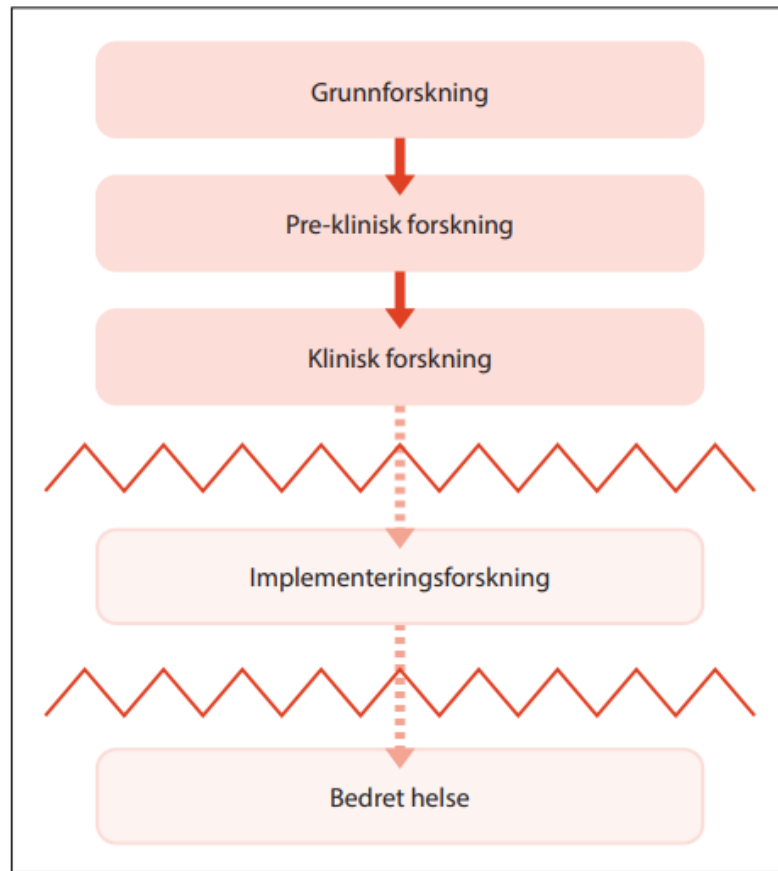 Grunnforskning
Pre-klinisk forskning
Klinisk forskning
Implementeringsforskning
Bedret helse